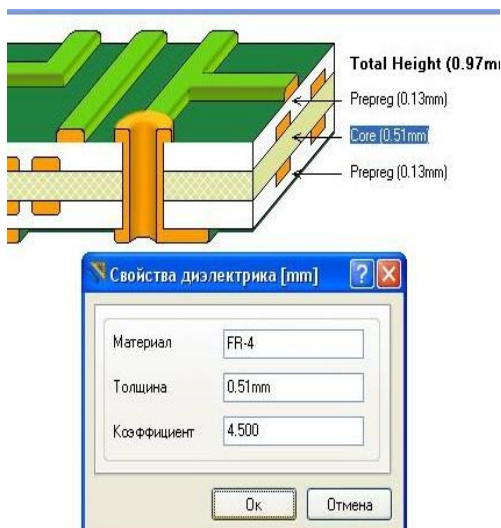 Total Height (0.97m
Prepreg (0.13mm)
Core (0.51mm)
Prepreg (0.13mm)
Свойства диэлектрика [mm]
Материал FR-4
Толщина 0.51mm
Коэффициент 4.500
Ок Отмена